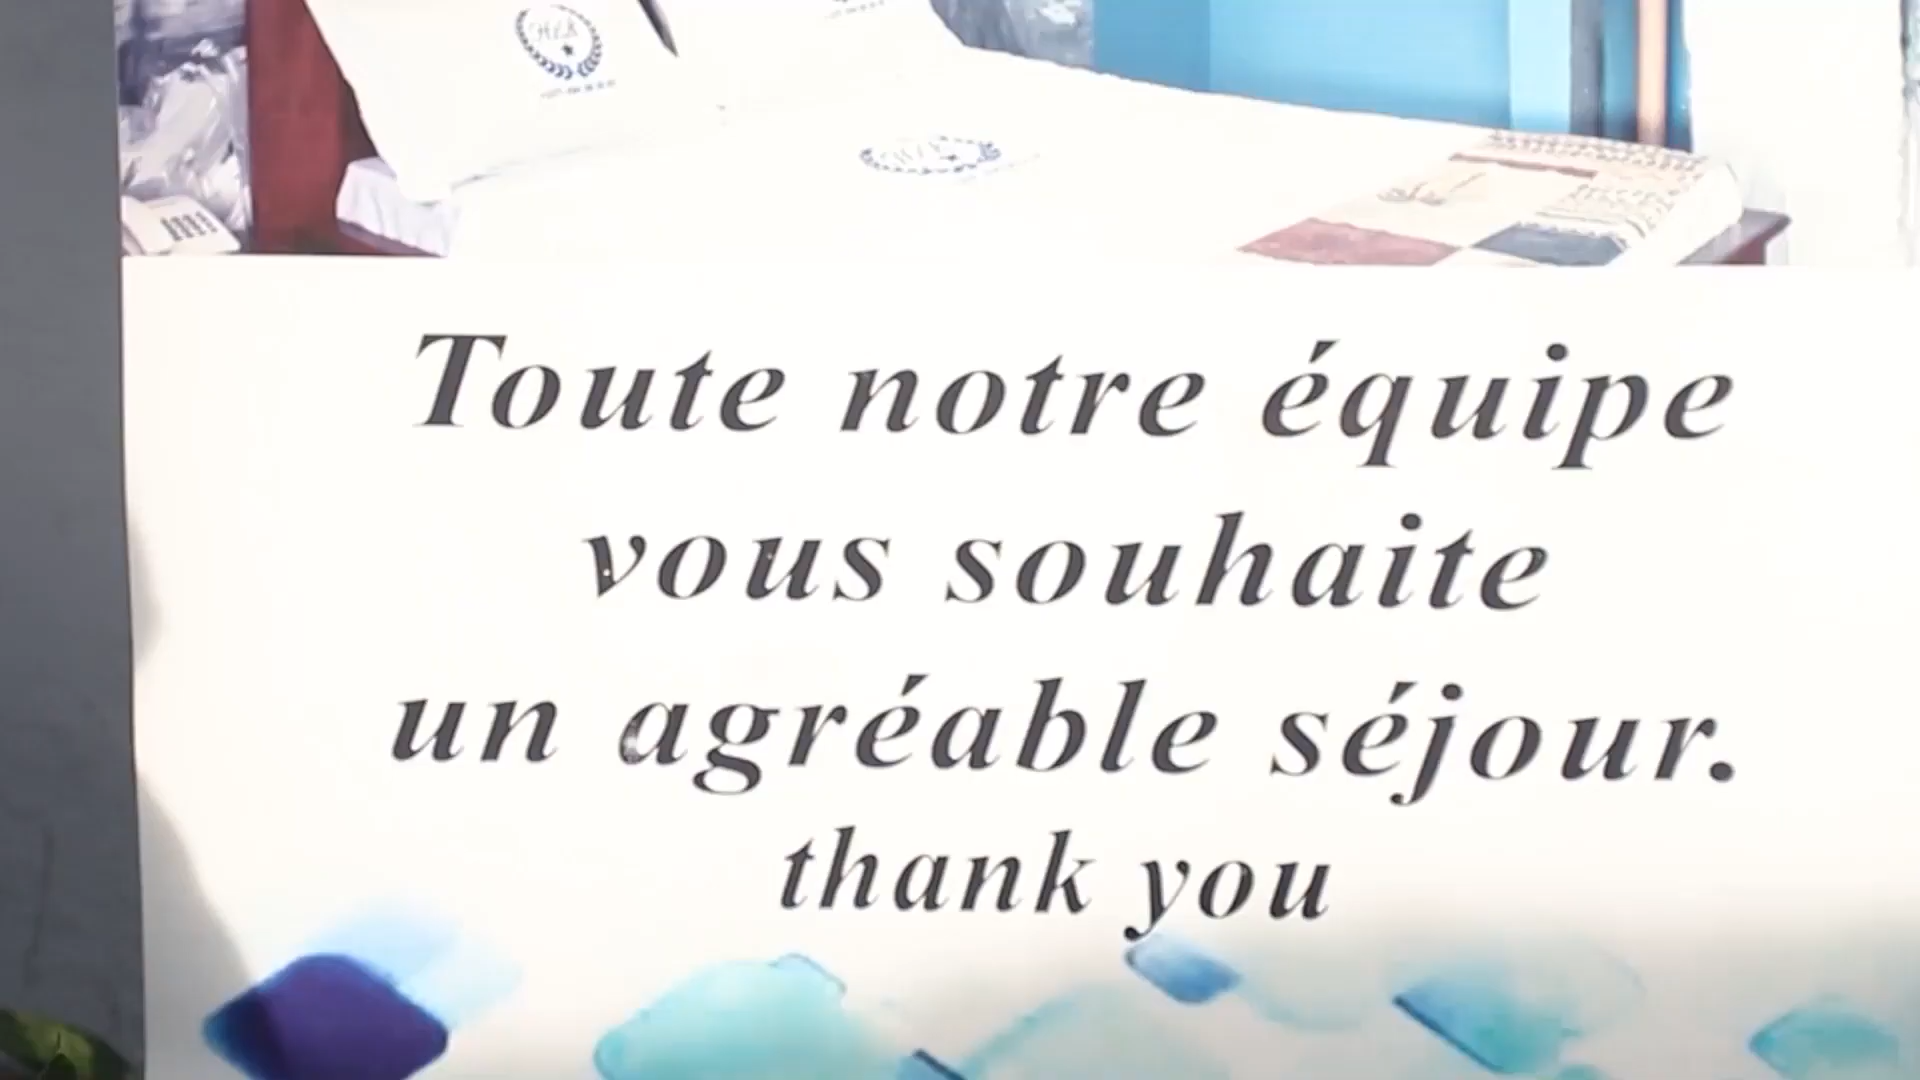 Toute notre équipe
vous souhaite
un agréable séjour.
thank you